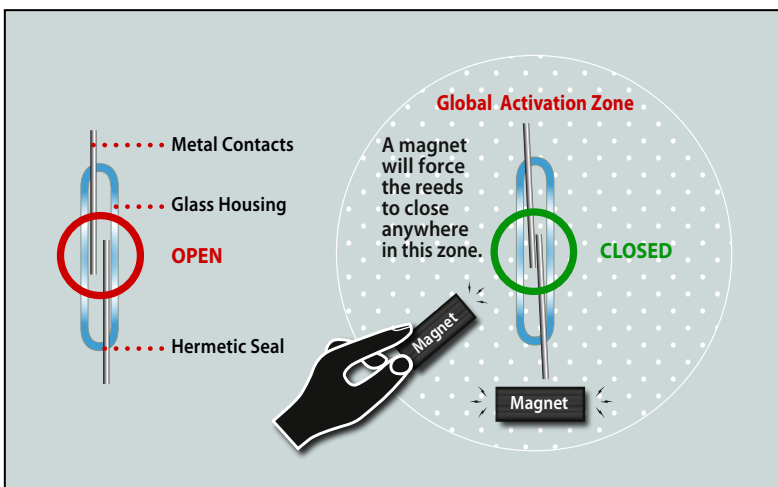 Metal Contacts
Glass Housing
OPEN
Hermetic Seal
Global Activation Zone
A magnet
will force
the reeds
to close
anywhere
in this zone.
CLOSED
Magnet
Magnet